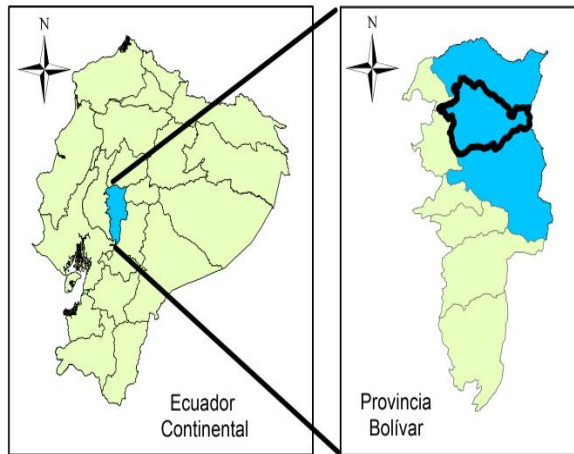 N
Ecuador
Continental
N
Provincia
Bolívar